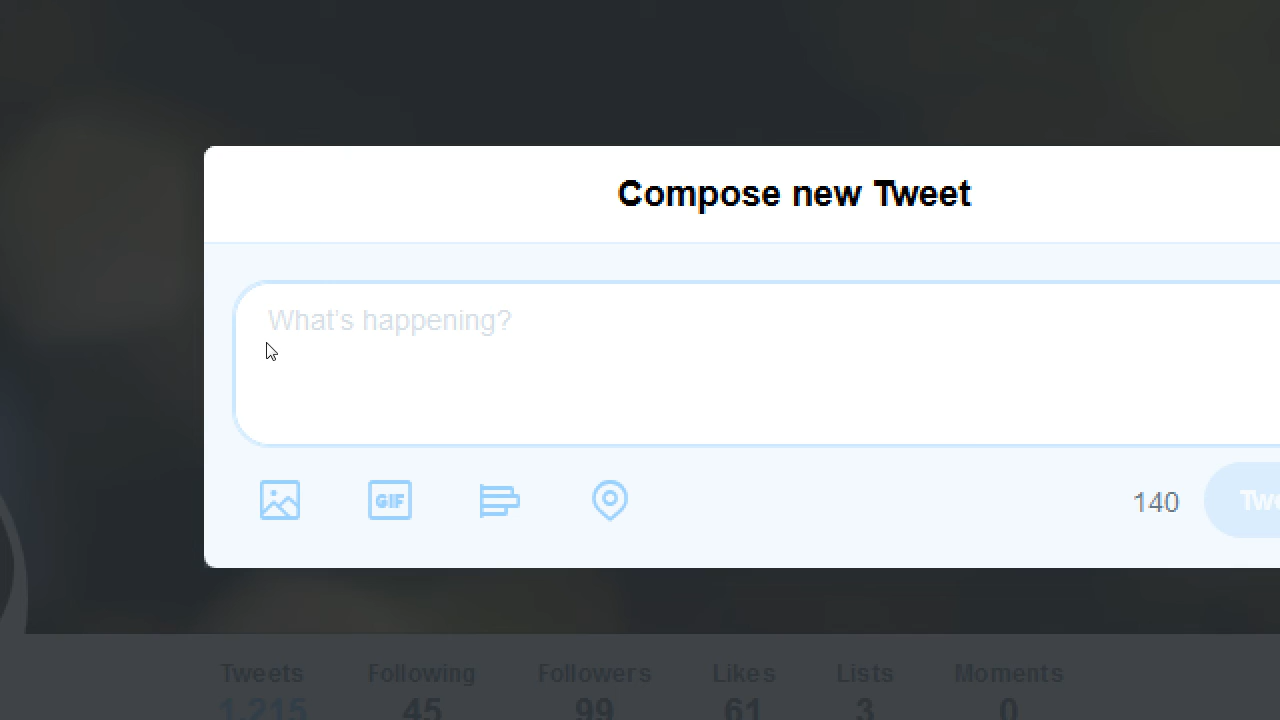 Compose new Tweet
What's happening?
GIF
140
Tweets Following Followers Likes Lists Moments
1,215 45 99 61 3 0